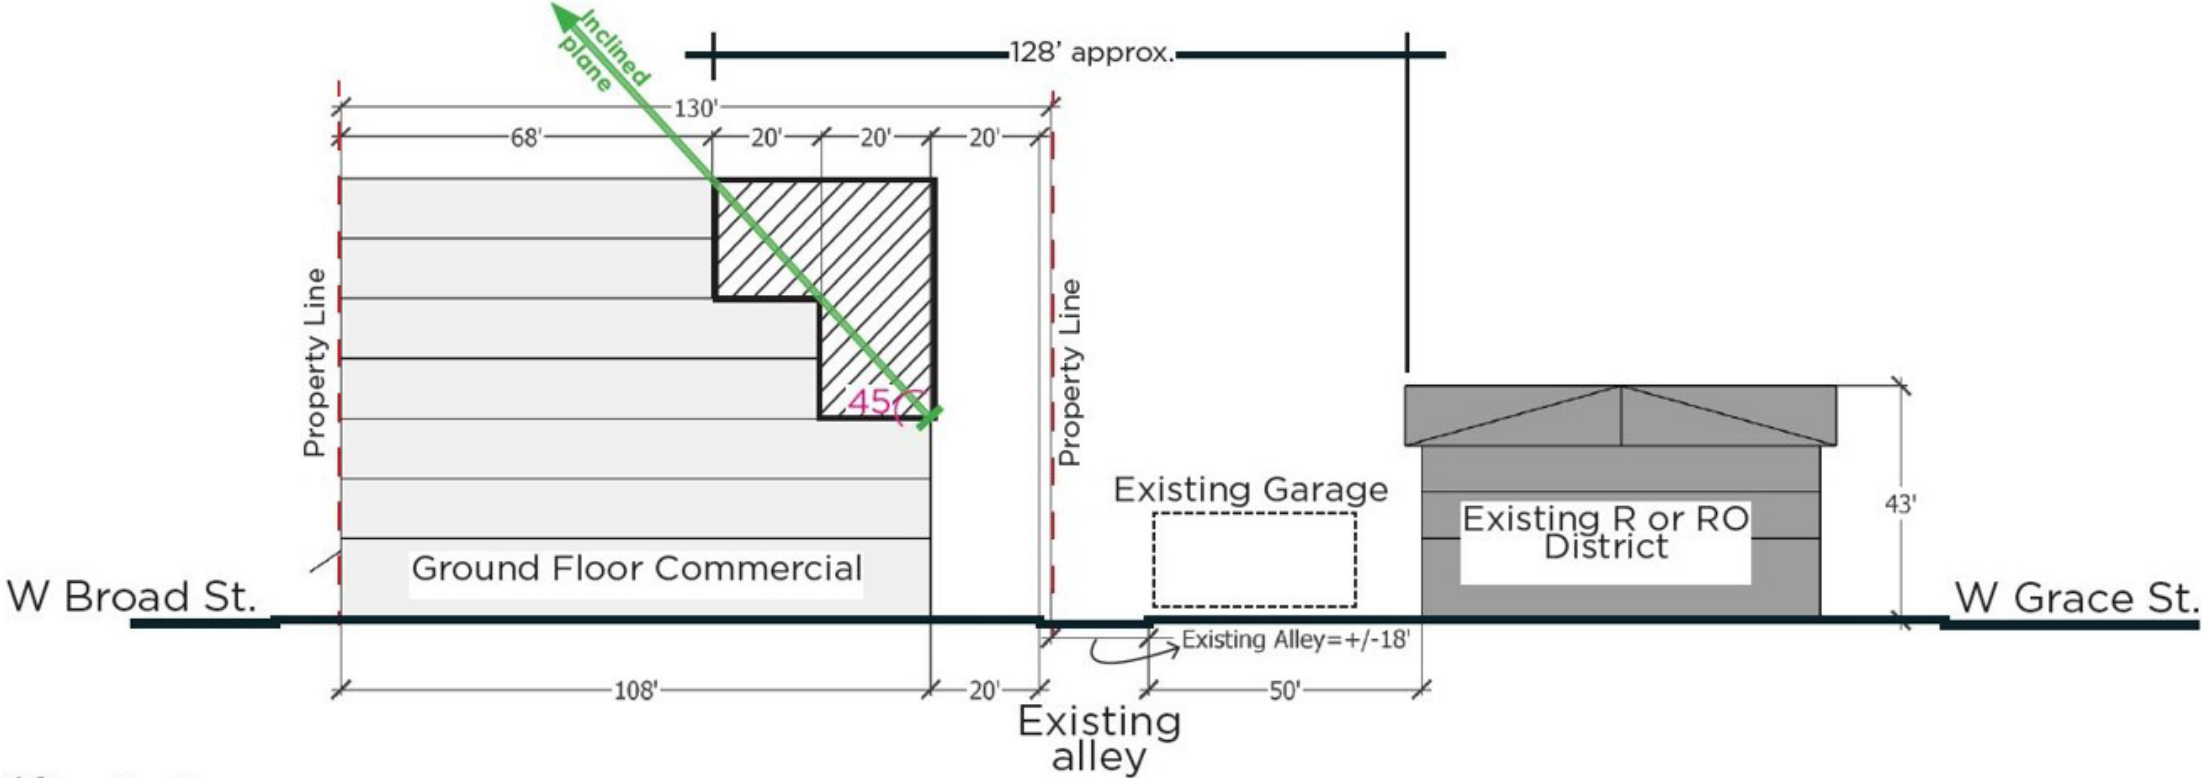 Inclined
plane
128' approx.
130'
68'
20'
20'
20'
Property Line
Property Line
45
Existing Garage
Existing R or RO
District
43'
Ground Floor Commercial
W Broad St.
W Grace St.
Existing Alley=+/-18'
108'
20'
50'
Existing
alley